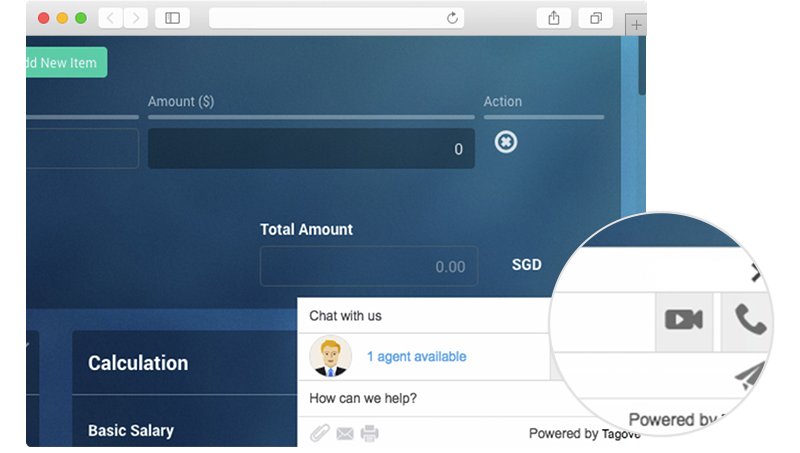 dd New Item
Amount ($)
Action
0
Total Amount
0.00
SGD
Chat with us
1 agent available
Calculation
How can we help?
Basic Salary
Powered by Tagove
Powered by